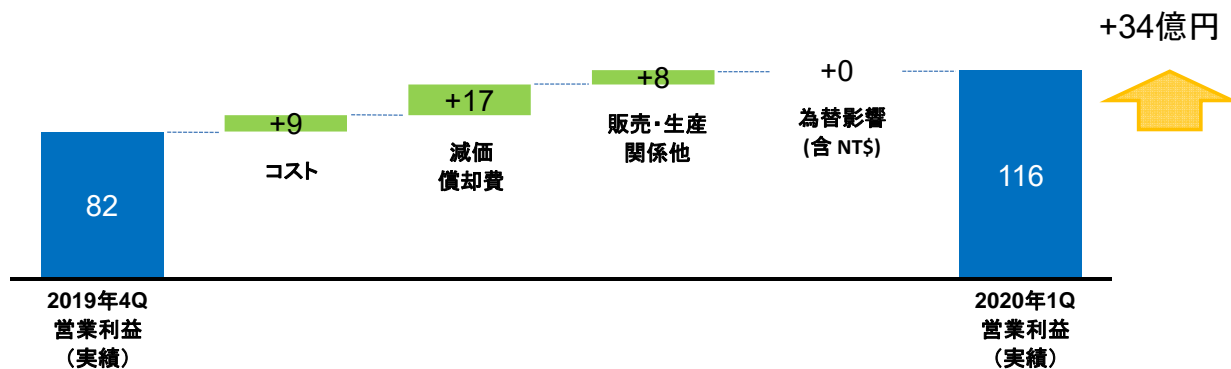 +34億円
+9
コスト
+17
減価
償却費
+8
販売・生産
関係他
+0
為替影響
(含 NT$)
82
116
2019年4Q
営業利益
（実績）
2020年1Q
営業利益
（実績）